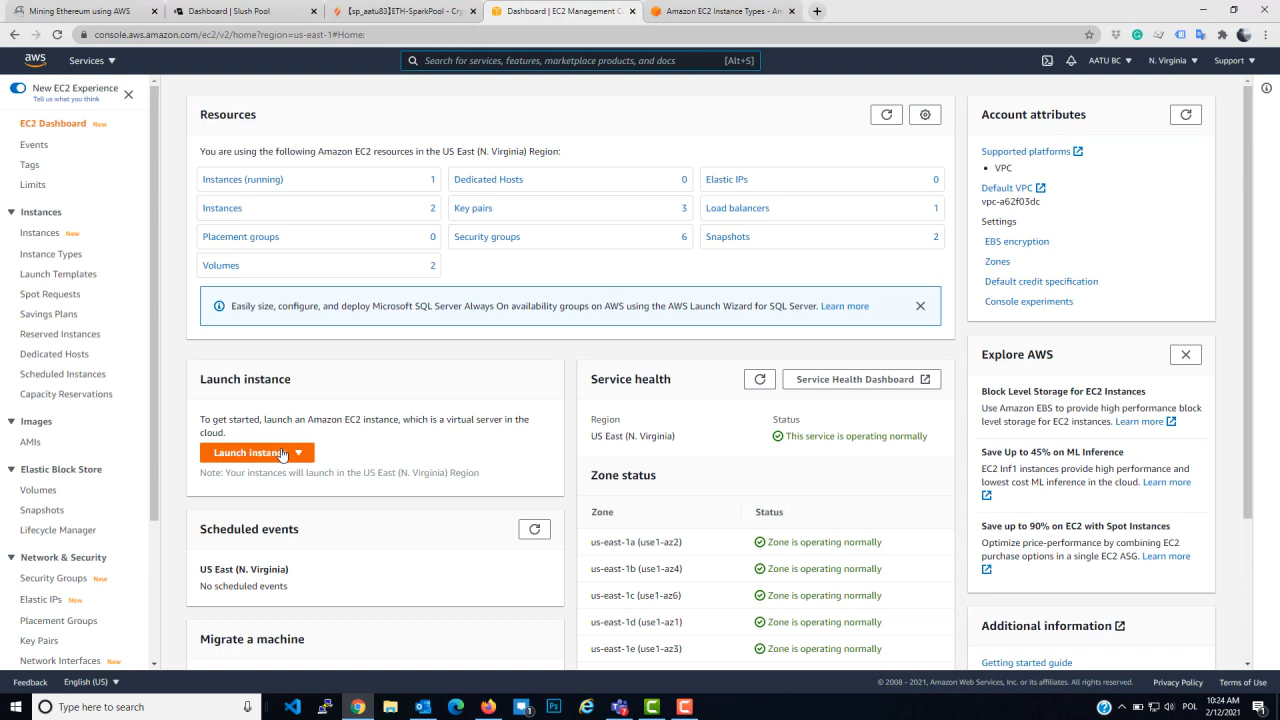 Mining Ethereum using AWS
Dashboard | Slush Pool
[sp_aatu83]ETH-SparkPool - Cryp
Dashboard | EC2 Management C
Amazon EC2 Instance Types - Am
console.aws.amazon.com/ec2/v2/home?region=us-east-1#Home:
aws
Services
Search for services, features, marketplace products, and docs
[Alt+S]
AATU BC
N. Virginia
Support
New EC2 Experience
Tell us what you think
EC2 Dashboard New
Events
Tags
Limits
Instances
Instances New
Instance Types
Launch Templates
Spot Requests
Savings Plans
Reserved Instances
Dedicated Hosts
Scheduled Instances
Capacity Reservations
Images
AMIs
Elastic Block Store
Volumes
Snapshots
Lifecycle Manager
Network & Security
Security Groups New
Elastic IPs New
Placement Groups
Key Pairs
Network Interfaces New
Resources
You are using the following Amazon EC2 resources in the US East (N. Virginia) Region:
Instances (running) 1
Dedicated Hosts 0
Elastic IPs 0
Instances 2
Key pairs 3
Load balancers 1
Placement groups 0
Security groups 6
Snapshots 2
Volumes 2
Easily size, configure, and deploy Microsoft SQL Server Always On availability groups on AWS using the AWS Launch Wizard for SQL Server. Learn more
Launch instance
To get started, launch an Amazon EC2 instance, which is a virtual server in the
cloud.
Launch instance
Note: Your instances will launch in the US East (N. Virginia) Region
Scheduled events
US East (N. Virginia)
No scheduled events
Migrate a machine
Service health
Service Health Dashboard
Region
Status
US East (N. Virginia)
This service is operating normally
Zone status
Zone
Status
us-east-1a (use1-az2) Zone is operating normally
us-east-1b (use1-az4) Zone is operating normally
us-east-1c (use1-az6) Zone is operating normally
us-east-1d (use1-az1) Zone is operating normally
us-east-1e (use1-az3) Zone is operating normally
Account attributes
Supported platforms
• VPC
Default VPC
vpc-a62f03dc
Settings
EBS encryption
Zones
Default credit specification
Console experiments
Explore AWS
Block Level Storage for EC2 Instances
Use Amazon EBS to provide high performance block
level storage for EC2 instances. Learn more
Save Up to 45% on ML Inference
EC2 Inf1 instances provide high performance and
lowest cost ML inference in the cloud. Learn more
Save up to 90% on EC2 with Spot Instances
Optimize price-performance by combining EC2
purchase options in a single EC2 ASG. Learn more
Additional information
Getting started guide
Feedback
English (US)
© 2008 - 2021, Amazon Web Services, Inc. or its affiliates. All rights reserved.
Privacy Policy
Terms of Use
Type here to search
POL
10:24 AM
2/12/2021